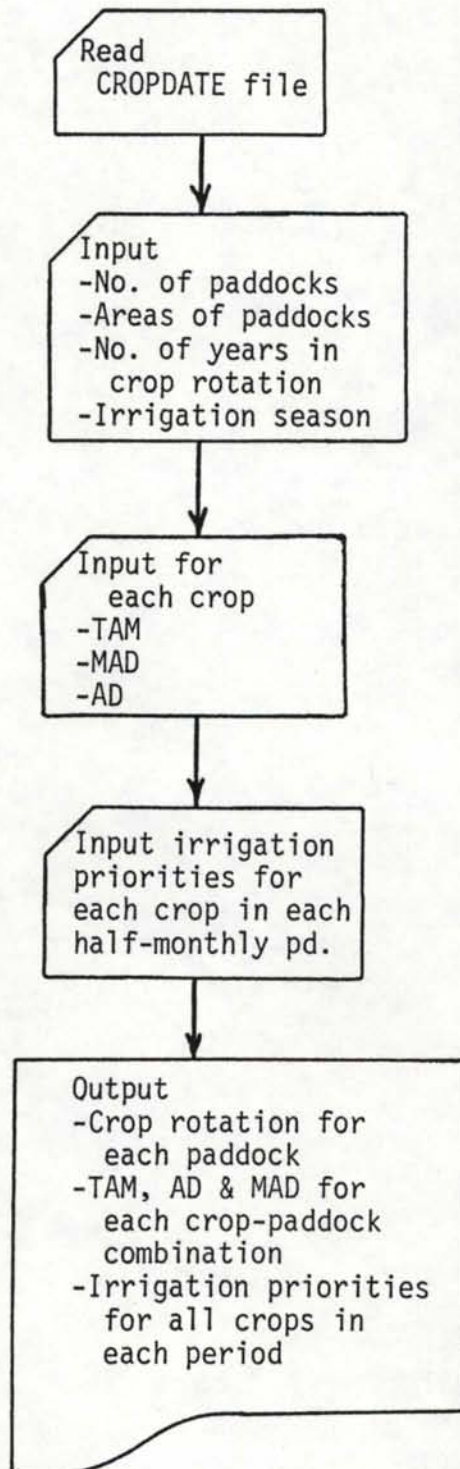 Read
CROPDATE file
Input
-No. of paddocks
-Areas of paddocks
-No. of years in
crop rotation
-Irrigation season
Input for
each crop
-TAM
-MAD
-AD
Input irrigation
priorities for
each crop in each
half-monthly pd.
Output
-Crop rotation for
each paddock
-TAM, AD & MAD for
each crop-paddock
combination
-Irrigation priorities
for all crops in
each period